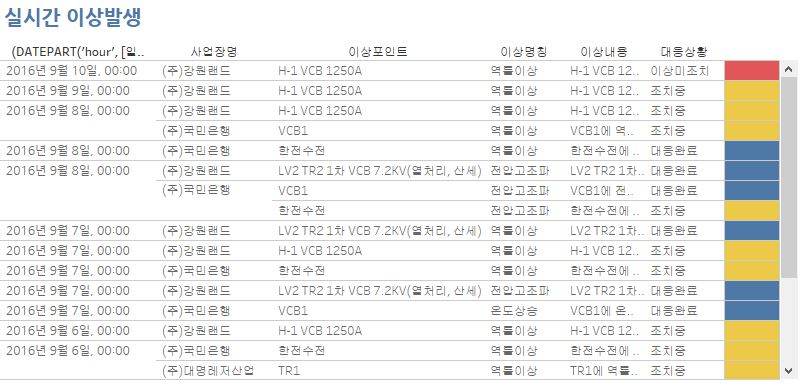 실시간 이상발생
(DATEPART('hour', [일.. 사업장명 이상포인트 이상명칭 이상내용 대응상황
2016년 9월 10일, 00:00 (주)강원랜드 H-1 VCB 1250A 역률이상 H-1 VCB 12.. 이상미조치
2016년 9월 9일, 00:00 (주)강원랜드 H-1 VCB 1250A 역률이상 H-1 VCB 12.. 조치중
2016년 9월 8일, 00:00 (주)강원랜드 H-1 VCB 1250A 역률이상 H-1 VCB 12.. 조치중
(주)국민은행 VCB1 역률이상 VCB1에 역.. 조치중
2016년 9월 8일, 00:00 (주)국민은행 한전수전 역률이상 한전수전에 .. 대응완료
2016년 9월 8일, 00:00 (주)강원랜드 LV2 TR2 1차 VCB 7.2KV(열처리, 산세) 전압고조파 LV2 TR2 1차.. 대응완료
(주)국민은행 VCB1 전압고조파 VCB1에 전.. 대응완료
한전수전 전압고조파 한전수전에 .. 조치중
2016년 9월 7일, 00:00 (주)강원랜드 LV2 TR2 1차 VCB 7.2KV(열처리, 산세) 역률이상 LV2 TR2 1차.. 대응완료
2016년 9월 7일, 00:00 (주)강원랜드 H-1 VCB 1250A 역률이상 H-1 VCB 12.. 조치중
2016년 9월 7일, 00:00 (주)국민은행 한전수전 역률이상 한전수전에 .. 조치중
2016년 9월 7일, 00:00 (주)강원랜드 LV2 TR2 1차 VCB 7.2KV(열처리, 산세) 전압고조파 LV2 TR2 1차.. 대응완료
2016년 9월 7일, 00:00 (주)국민은행 VCB1 온도상승 VCB1에 온.. 대응완료
2016년 9월 6일, 00:00 (주)강원랜드 H-1 VCB 1250A 역률이상 H-1 VCB 12.. 조치중
2016년 9월 6일, 00:00 (주)국민은행 한전수전 역률이상 한전수전에 .. 조치중
(주)대명레저산업 TR1 역률이상 TR1에 역률.. 조치중